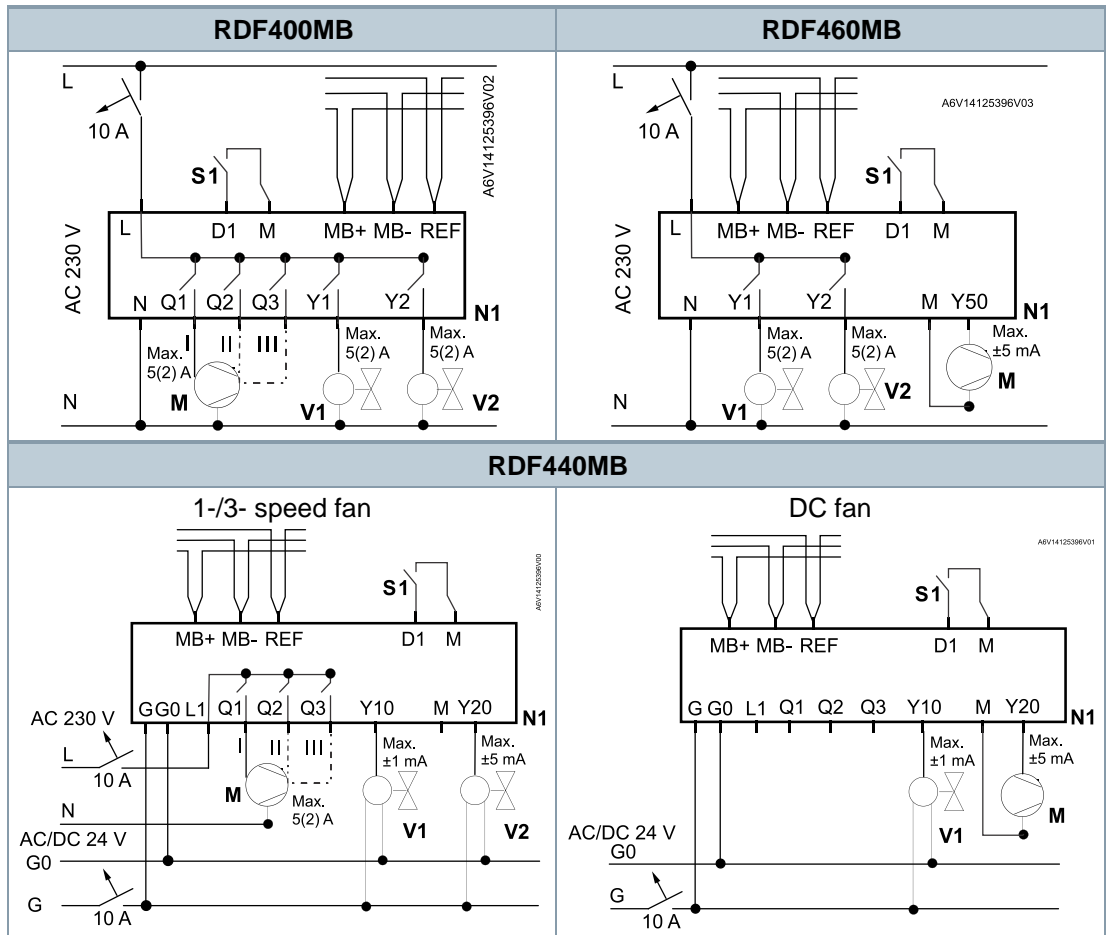 RDF400MB
L
10 A
S1
A6V14125396V02
L D1 M MB+ MB- REF
AC 230 V
N Q1 Q2 Q3 Y1 Y2
N1
I II III
Max.
5(2) A
Max.
5(2) A
Max.
5(2) A
M
V1
V2
N
RDF460MB
L
10 A
A6V14125396V03
S1
L MB+ MB- REF D1 M
AC 230 V
N Y1 Y2 M Y50
N1
Max.
5(2) A
Max.
5(2) A
Max.
±5 mA
V1
V2
M
N
RDF440MB
1-/3- speed fan
A6V14125396V00
S1
MB+ MB- REF D1 M
G G0 L1 Q1 Q2 Q3 Y10 M Y20
N1
AC 230 V
L
10 A
I II III
Max.
±1 mA
Max.
±5 mA
M
Max.
5(2) A
N
V1
V2
AC/DC 24 V
G0
G
10 A
DC fan
A6V14125396V01
S1
MB+ MB- REF D1 M
G G0 L1 Q1 Q2 Q3 Y10 M Y20
N1
Max.
±1 mA
Max.
±5 mA
V1
M
AC/DC 24 V
G0
G
10 A